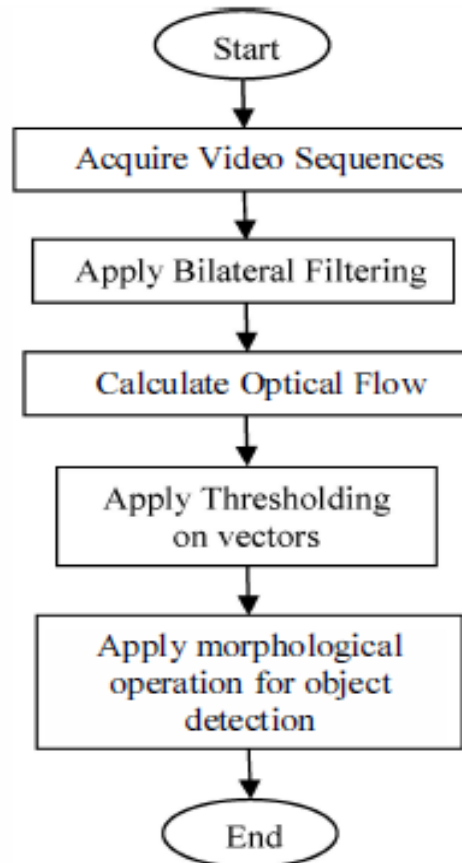 Start
Acquire Video Sequences
Apply Bilateral Filtering
Calculate Optical Flow
Apply Thresholding
on vectors
Apply morphological
operation for object
detection
End